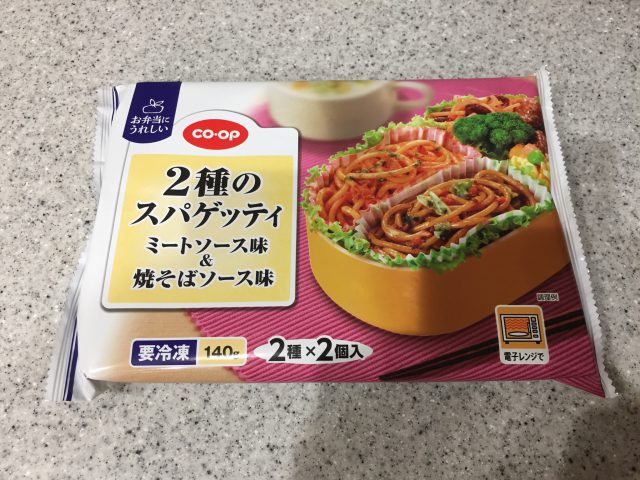 お弁当に
うれしい
CO・OP
2種の
スパゲッティ
ミートソース味
&
焼そばソース味
要冷凍 140g 2種×2個入
調理例
電子レンジで